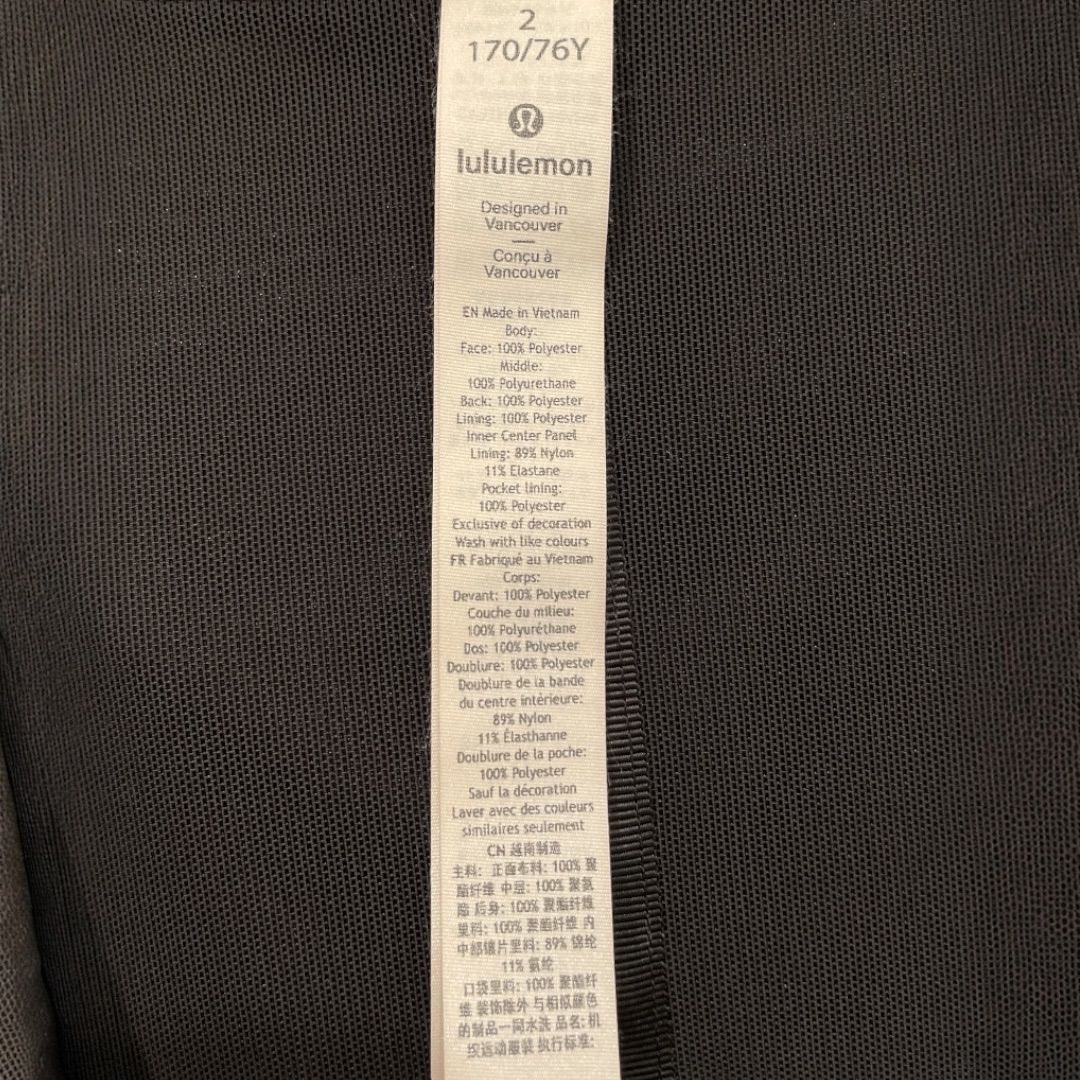 2
170/76Y
lululemon
Designed in
Vancouver
Conçu à
Vancouver
EN Made in Vietnam
Body:
Face: 100% Polyester
Middle:
100% Polyurethane
Back: 100% Polyester
Lining: 100% Polyester
Inner Center Panel
Lining: 89% Nylon
11% Elastane
Pocket lining:
100% Polyester
Exclusive of decoration
Wash with like colours
FR Fabriqué au Vietnam
Corps:
Devant: 100% Polyester
Couche du milieu:
100% Polyuréthane
Dos: 100% Polyester
Doublure: 100% Polyester
Doublure de la bande
du centre intérieure:
89% Nylon
11% Élasthanne
Doublure de la poche:
100% Polyester
Sauf la décoration
Laver avec des couleurs
similaires seulement
CN 越南制造
主料: 正面布料: 100% 聚
酯纤维 中层: 100% 聚氨
酯 后身: 100% 聚酯纤维
里料: 100% 聚酯纤维 内
中部镶片里料: 89% 锦纶
11% 氨纶
口袋里料: 100% 聚酯纤
维 装饰除外 与相似颜色
的制品一同水洗 品名: 机
织运动服装 执行标准: